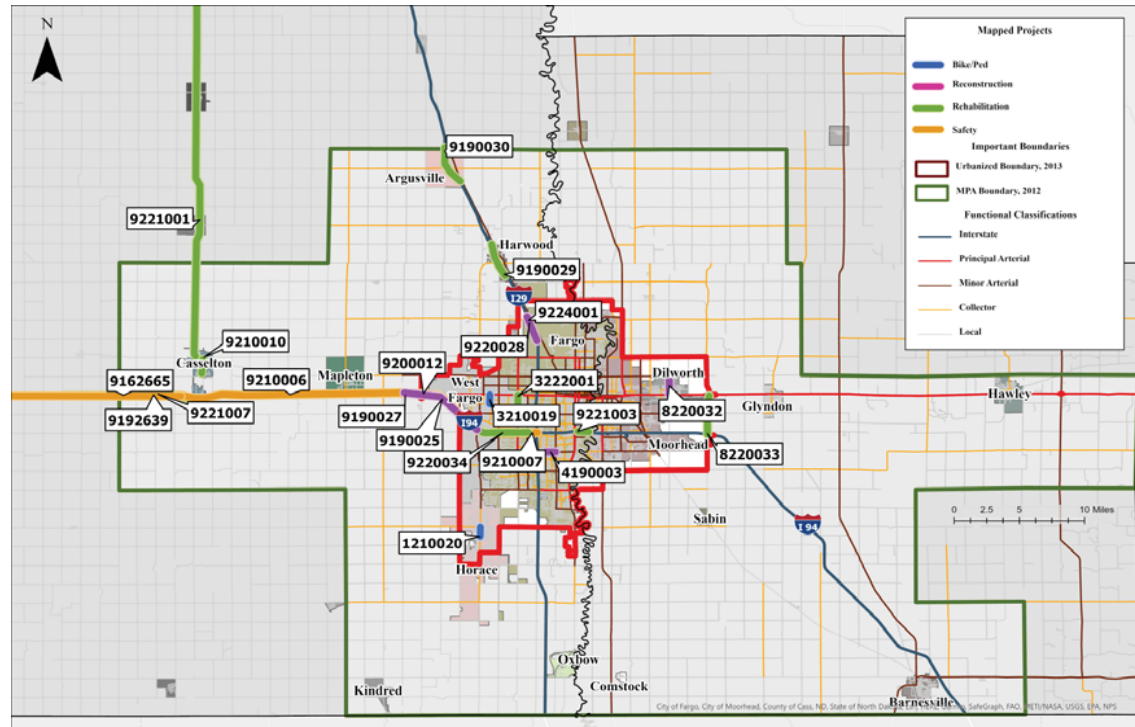 N
Mapped Projects
Bike/Ped
Reconstruction
Rehabilitation
Safety
Important Boundaries
Urbanized Boundary, 2013
MPA Boundary, 2012
Functional Classifications
Interstate
Principal Arterial
Minor Arterial
Collector
Local
9190030
Argusville
9221001
Harwood
9190029
I29
9224001
9220028
Fargo
9210010
Casselton
9200012
Mapleton
West
Fargo
3222001
Dilworth
9162665
9210006
3210019
9221003
8220032
Glyndon
Hawley
9192639
9221007
9190027
9190025
I94
Moorhead
9220034
9210007
4190003
8220033
Sabin
I 94
0 2.5 5 10 Miles
1210020
Horace
Oxbow
Comstock
Kindred
Barnesville
City of Fargo, City of Moorhead, County of Cass, ND, State of North Dakota, Esri, HERE, Garmin, SafeGraph, FAO, METI/NASA, USGS, EPA, NPS